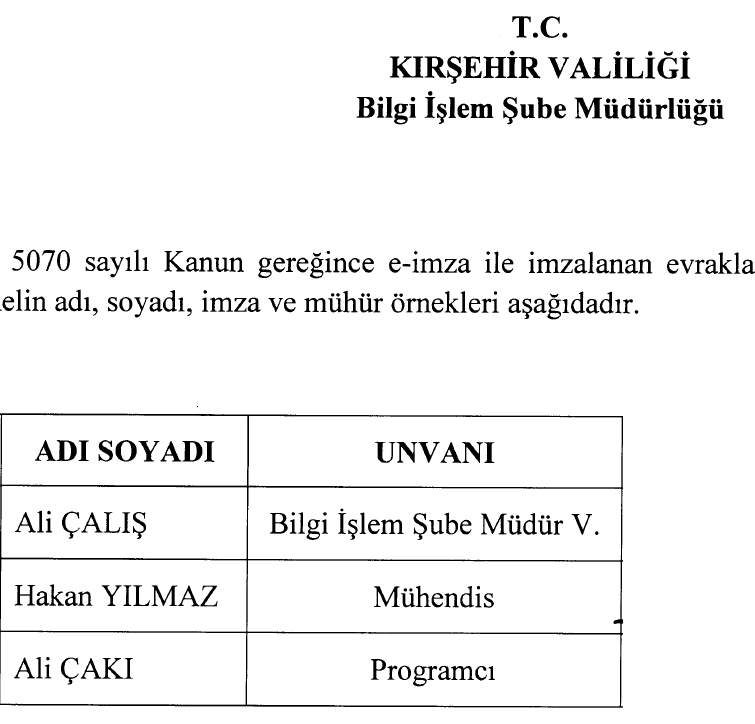 T.C.
KIRŞEHİR VALİLİĞİ
Bilgi İşlem Şube Müdürlüğü
5070 sayılı Kanun gereğince e-imza ile imzalanan evrakla
elin adı, soyadı, imza ve mühür örnekleri aşağıdadır.
ADI SOYADI UNVANI
Ali ÇALIŞ Bilgi İşlem Şube Müdür V.
Hakan YILMAZ Mühendis
Ali ÇAKI Programcı